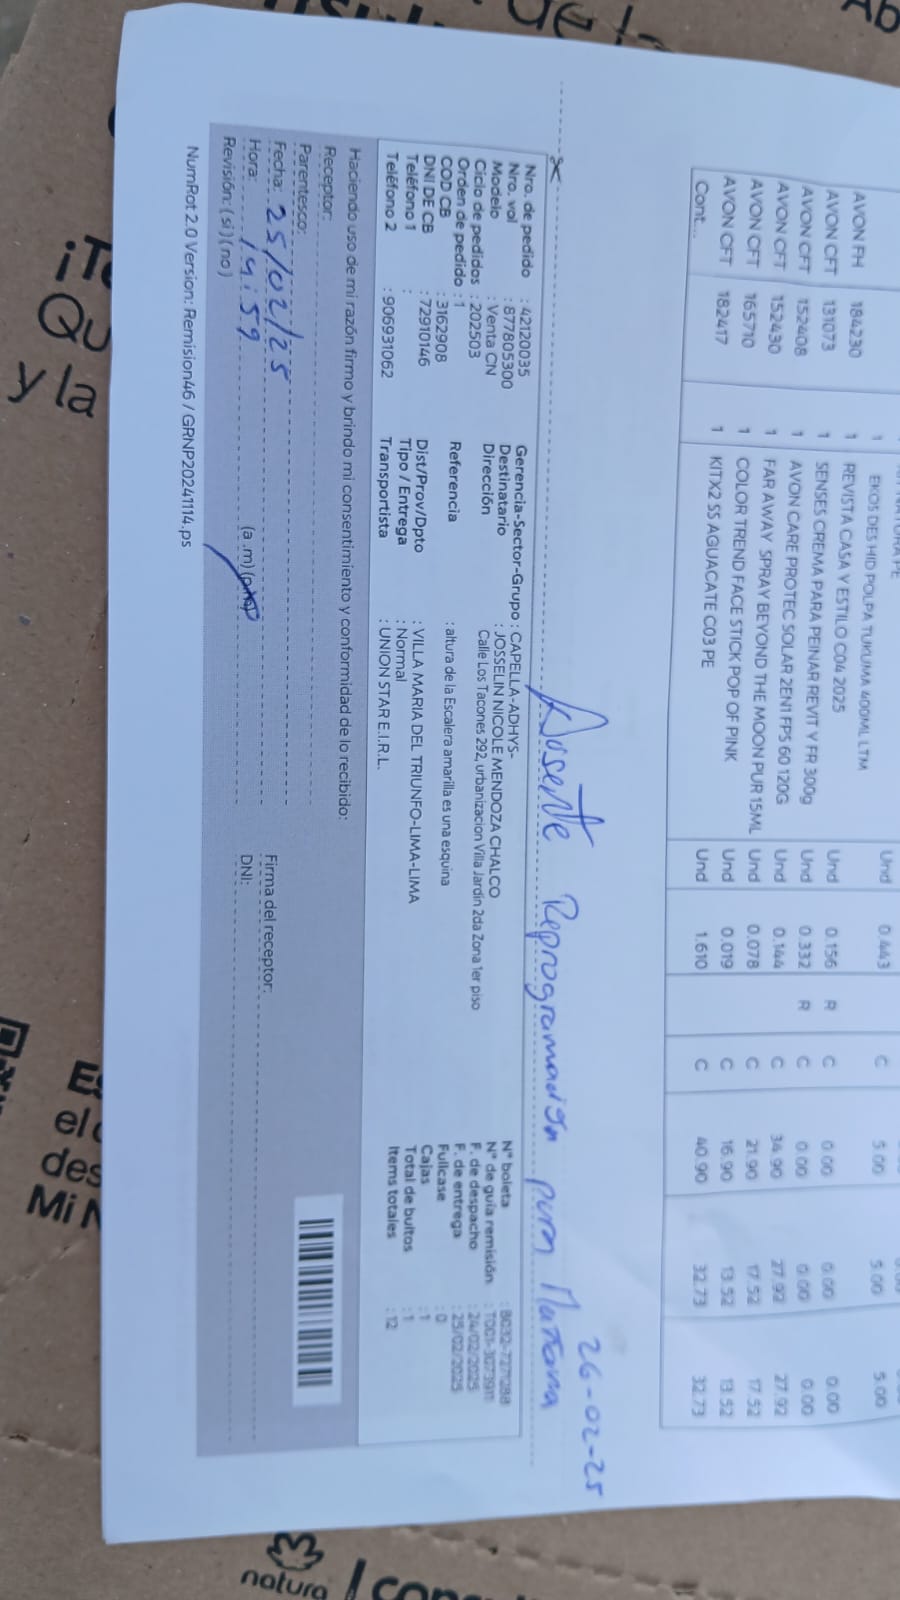 EKOS DES HID POLPA TUKUMA 400ML LTM Und 0.443 C 5.00 5.00 5.00
AVON FH 184230 1 REVISTA CASA Y ESTILO C04 2025
AVON CFT 131073 1 SENSES CREMA PARA PEINAR REVIT Y FR 300g Und 0.156 R C 0.00 0.00 0.00
AVON CFT 152408 1 AVON CARE PROTEC SOLAR 2EN1 FPS 60 120G Und 0.332 R C 0.00 0.00 0.00
AVON CFT 152430 1 FAR AWAY SPRAY BEYOND THE MOON PUR 15ML Und 0.144 C 34.90 27.92 27.92
AVON CFT 165710 1 COLOR TREND FACE STICK POP OF PINK Und 0.078 C 21.90 17.52 17.52
AVON CFT 182417 1 KITX2 SS AGUACATE C03 PE Und 0.019 C 16.90 13.52 13.52
Cont... Und 1.610 C 40.90 32.73 32.73
26-02-25
Ausente Reprogramación para Mañana
Nro. de pedido : 42120035 Gerencia-Sector-Grupo : CAPELLA-ADHYS- N° boleta
Nro. vol : 877805300 Destinatario : JOSSELIN NICOLE MENDOZA CHALCO N° de guía remisión
Modelo : Venta CN Dirección Calle Los Tacones 292, urbanizacion Villa Jardín 2da Zona 1er piso F. de despacho : 24/02/2025
Ciclo de pedidos : 202503 F. de entrega : 25/02/2025
Orden de pedido : 1 Referencia : altura de la Escalera amarilla es una esquina Fullcase : 0
COD CB : 3162908 Cajas : 1
DNI DE CB : 72910146 Dist/Prov/Dpto : VILLA MARIA DEL TRIUNFO-LIMA-LIMA Total de bultos : 1
Teléfono 1 : Tipo / Entrega : Normal Items totales : 12
Teléfono 2 : 906931062 Transportista : UNION STAR E.I.R.L.
Haciendo uso de mi razón firmo y brindo mi consentimiento y conformidad de lo recibido:
Receptor:
Parentesco:
Fecha: 25/02/25 Firma del receptor:
Hora: 14:59 (a.m)(p.m) DNI:
Revisión: (si) (no)
NumRot 2.0 Version: Remision46 / GRNP20241114.ps
¡Te
Qu
y la
Es
el
des
Mi N
natura